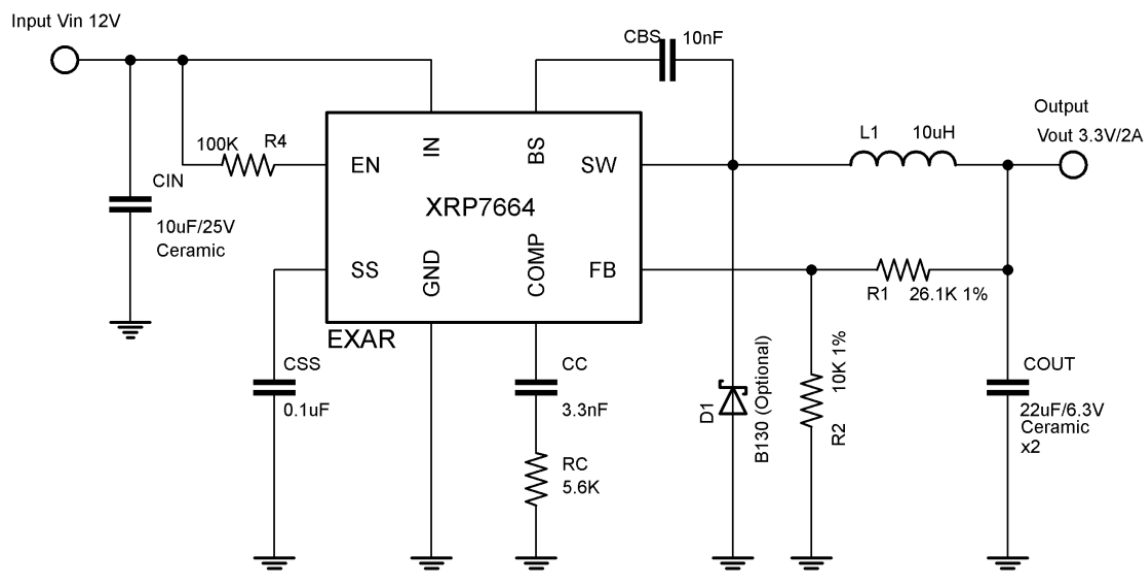 Input Vin 12V
CBS 10nF
Output
Vout 3.3V/2A
L1 10uH
100K R4
EN
IN
BS
SW
CIN
10uF/25V
Ceramic
XRP7664
SS
GND
COMP
FB
R1 26.1K 1%
EXAR
CSS
0.1uF
CC
3.3nF
RC
5.6K
D1
B130 (Optional)
R2
10K 1%
COUT
22uF/6.3V
Ceramic
x2